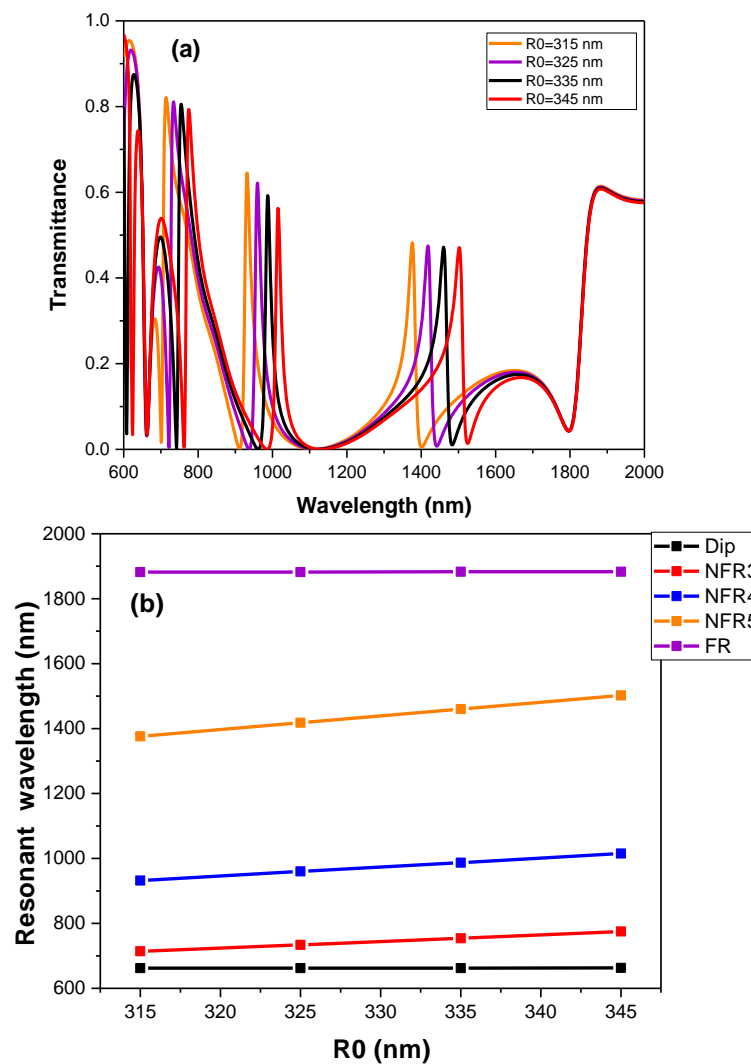 (a)
R0=315 nm
R0=325 nm
R0=335 nm
R0=345 nm
1.0
0.8
0.6
0.4
0.2
0.0
Transmittance
600 800 1000 1200 1400 1600 1800 2000
Wavelength (nm)
(b)
Dip
NFR3
NFR4
NFR5
FR
2000
1800
1600
1400
1200
1000
800
600
Resonant wavelength (nm)
315 320 325 330 335 340 345
R0 (nm)